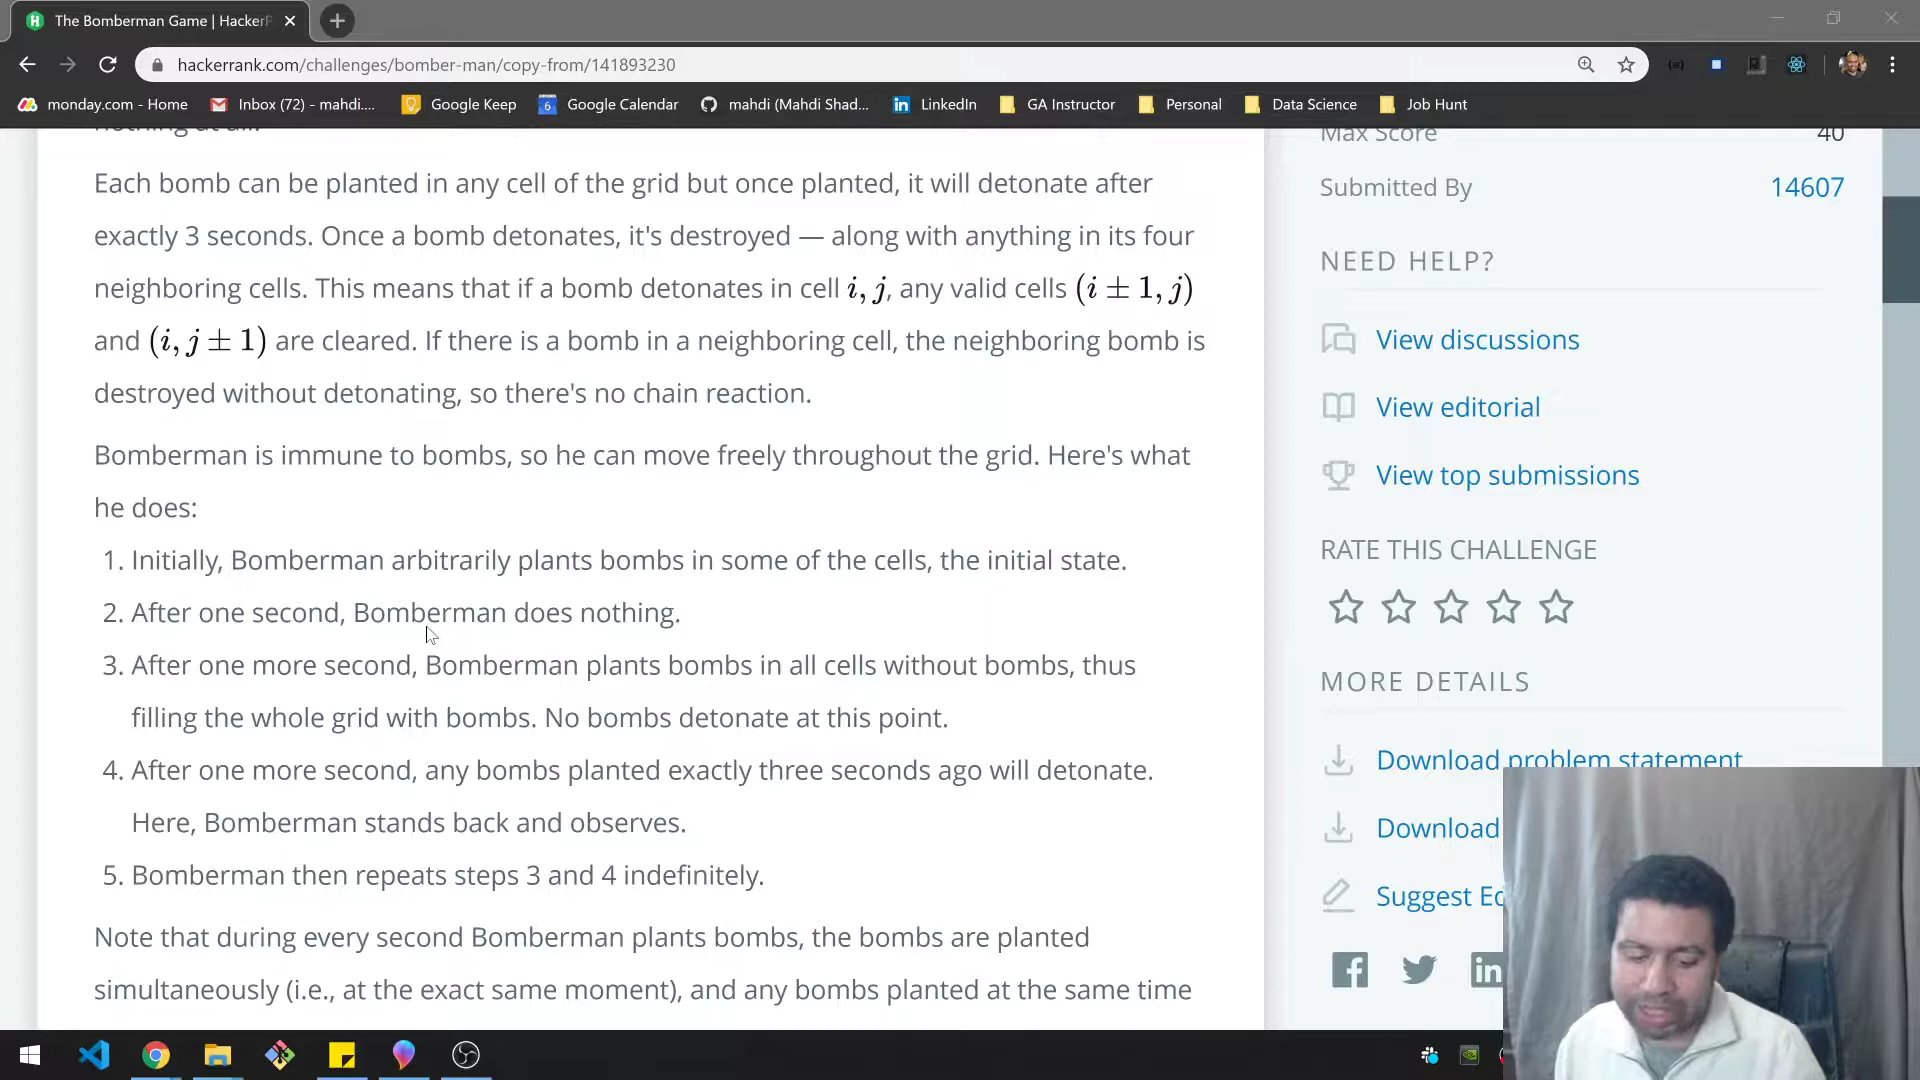 The Bomberman Game | HackerR
hackerrank.com/challenges/bomber-man/copy-from/141893230
monday.com - Home
Inbox (72) - mahdi....
Google Keep
Google Calendar
mahdi (Mahdi Shad...
LinkedIn
GA Instructor
Personal
Data Science
Job Hunt
nothing at all.
Each bomb can be planted in any cell of the grid but once planted, it will detonate after
exactly 3 seconds. Once a bomb detonates, it's destroyed — along with anything in its four
neighboring cells. This means that if a bomb detonates in cell i, j, any valid cells (i ± 1, j)
and (i, j ± 1) are cleared. If there is a bomb in a neighboring cell, the neighboring bomb is
destroyed without detonating, so there's no chain reaction.
Bomberman is immune to bombs, so he can move freely throughout the grid. Here's what
he does:
1. Initially, Bomberman arbitrarily plants bombs in some of the cells, the initial state.
2. After one second, Bomberman does nothing.
3. After one more second, Bomberman plants bombs in all cells without bombs, thus
filling the whole grid with bombs. No bombs detonate at this point.
4. After one more second, any bombs planted exactly three seconds ago will detonate.
Here, Bomberman stands back and observes.
5. Bomberman then repeats steps 3 and 4 indefinitely.
Note that during every second Bomberman plants bombs, the bombs are planted
simultaneously (i.e., at the exact same moment), and any bombs planted at the same time
Max Score 40
Submitted By 14607
NEED HELP?
View discussions
View editorial
View top submissions
RATE THIS CHALLENGE
MORE DETAILS
Download problem statement
Download
Suggest Ed